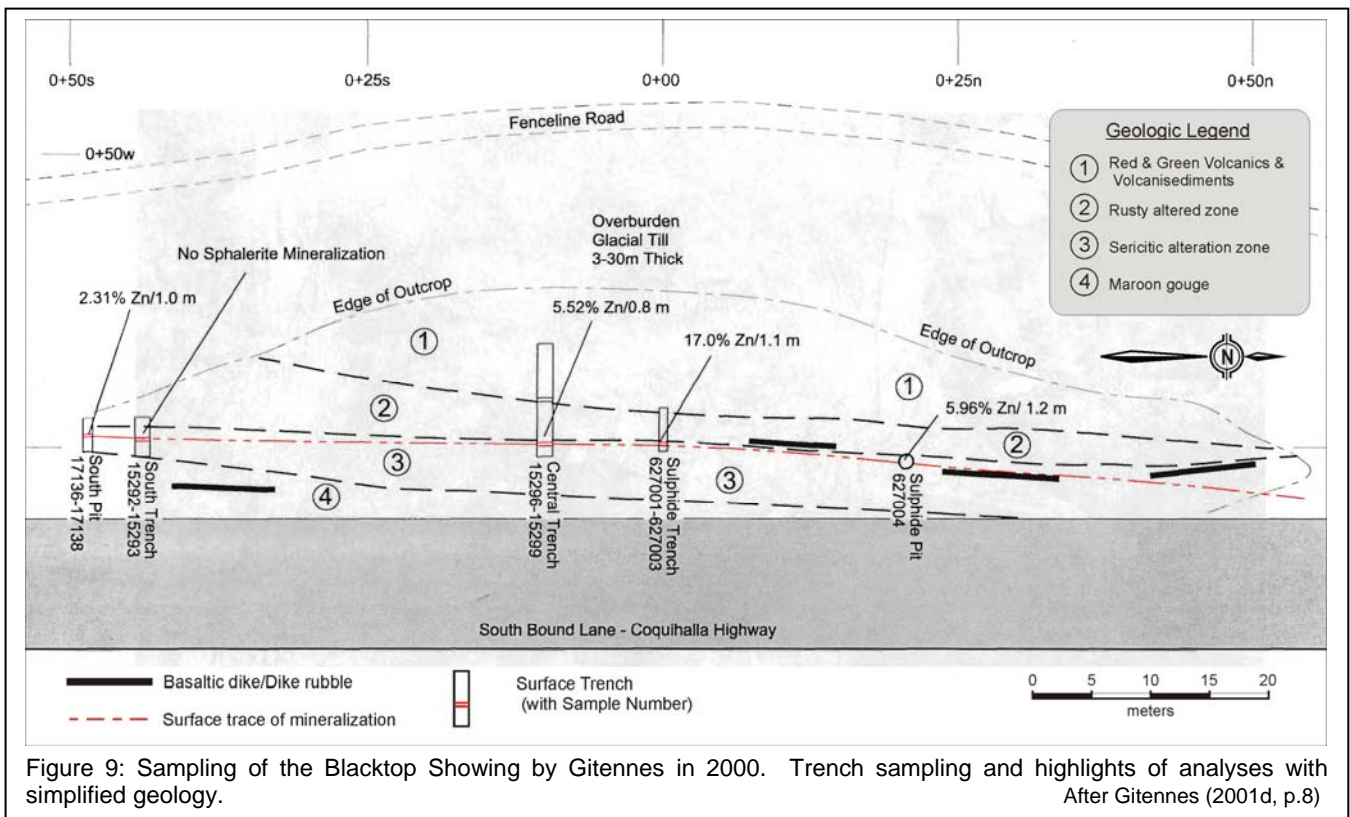 0+50s
0+25s
0+00
0+25n
0+50n
Fenceline Road
0+50w
Geologic Legend
1 Red & Green Volcanics &
Volcanisediments
2 Rusty altered zone
3 Sericitic alteration zone
4 Maroon gouge
N
Overburden
Glacial Till
3-30m Thick
No Sphalerite Mineralization
2.31% Zn/1.0 m
Edge of Outcrop
5.52% Zn/0.8 m
17.0% Zn/1.1 m
Edge of Outcrop
5.96% Zn/ 1.2 m
1
1
2
2
3
3
4
South Pit
17136-17138
South Trench
15292-15293
Central Trench
15296-15299
Sulphide Trench
627001-627003
Sulphide Pit
627004
South Bound Lane - Coquihalla Highway
Basaltic dike/Dike rubble
Surface trace of mineralization
Surface Trench
(with Sample Number)
0 5 10 15 20
meters
Figure 9: Sampling of the Blacktop Showing by Gitennes in 2000. Trench sampling and highlights of analyses with
simplified geology. After Gitennes (2001d, p.8)